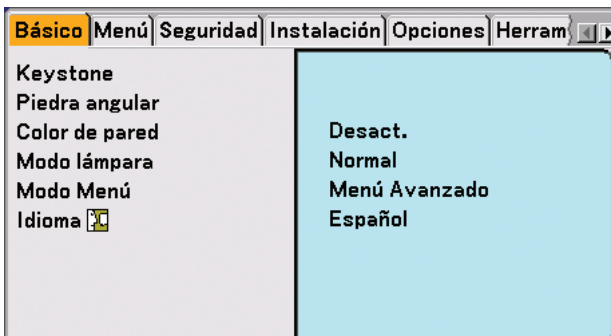 Básico Menú Seguridad Instalación Opciones Herram
Keystone
Piedra angular
Color de pared Desact.
Modo lámpara Normal
Modo Menú Menú Avanzado
Idioma Español